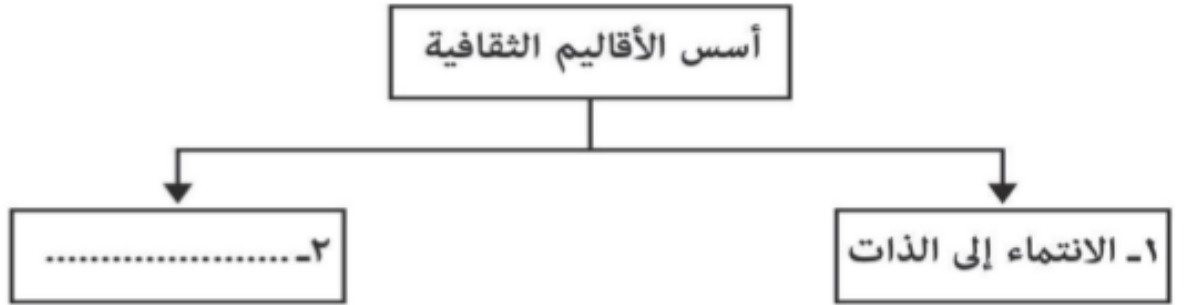 أسس الأقاليم الثقافية
١ـ الانتماء إلى الذات
٢ـ ......................